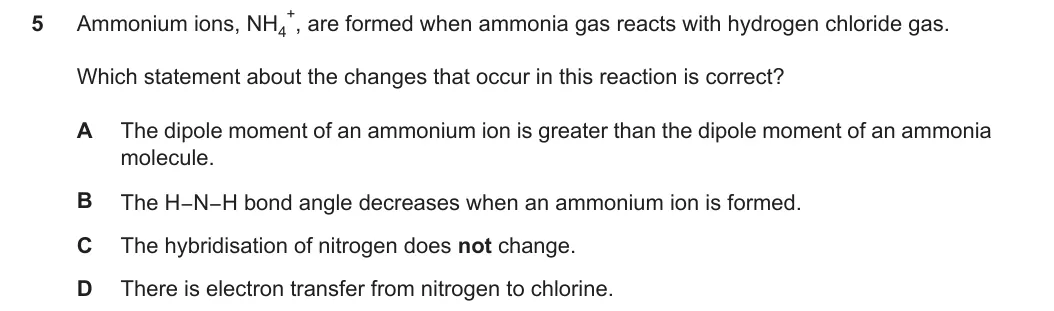 5 Ammonium ions, NH₄⁺, are formed when ammonia gas reacts with hydrogen chloride gas.
Which statement about the changes that occur in this reaction is correct?
A The dipole moment of an ammonium ion is greater than the dipole moment of an ammonia
molecule.
B The H–N–H bond angle decreases when an ammonium ion is formed.
C The hybridisation of nitrogen does not change.
D There is electron transfer from nitrogen to chlorine.